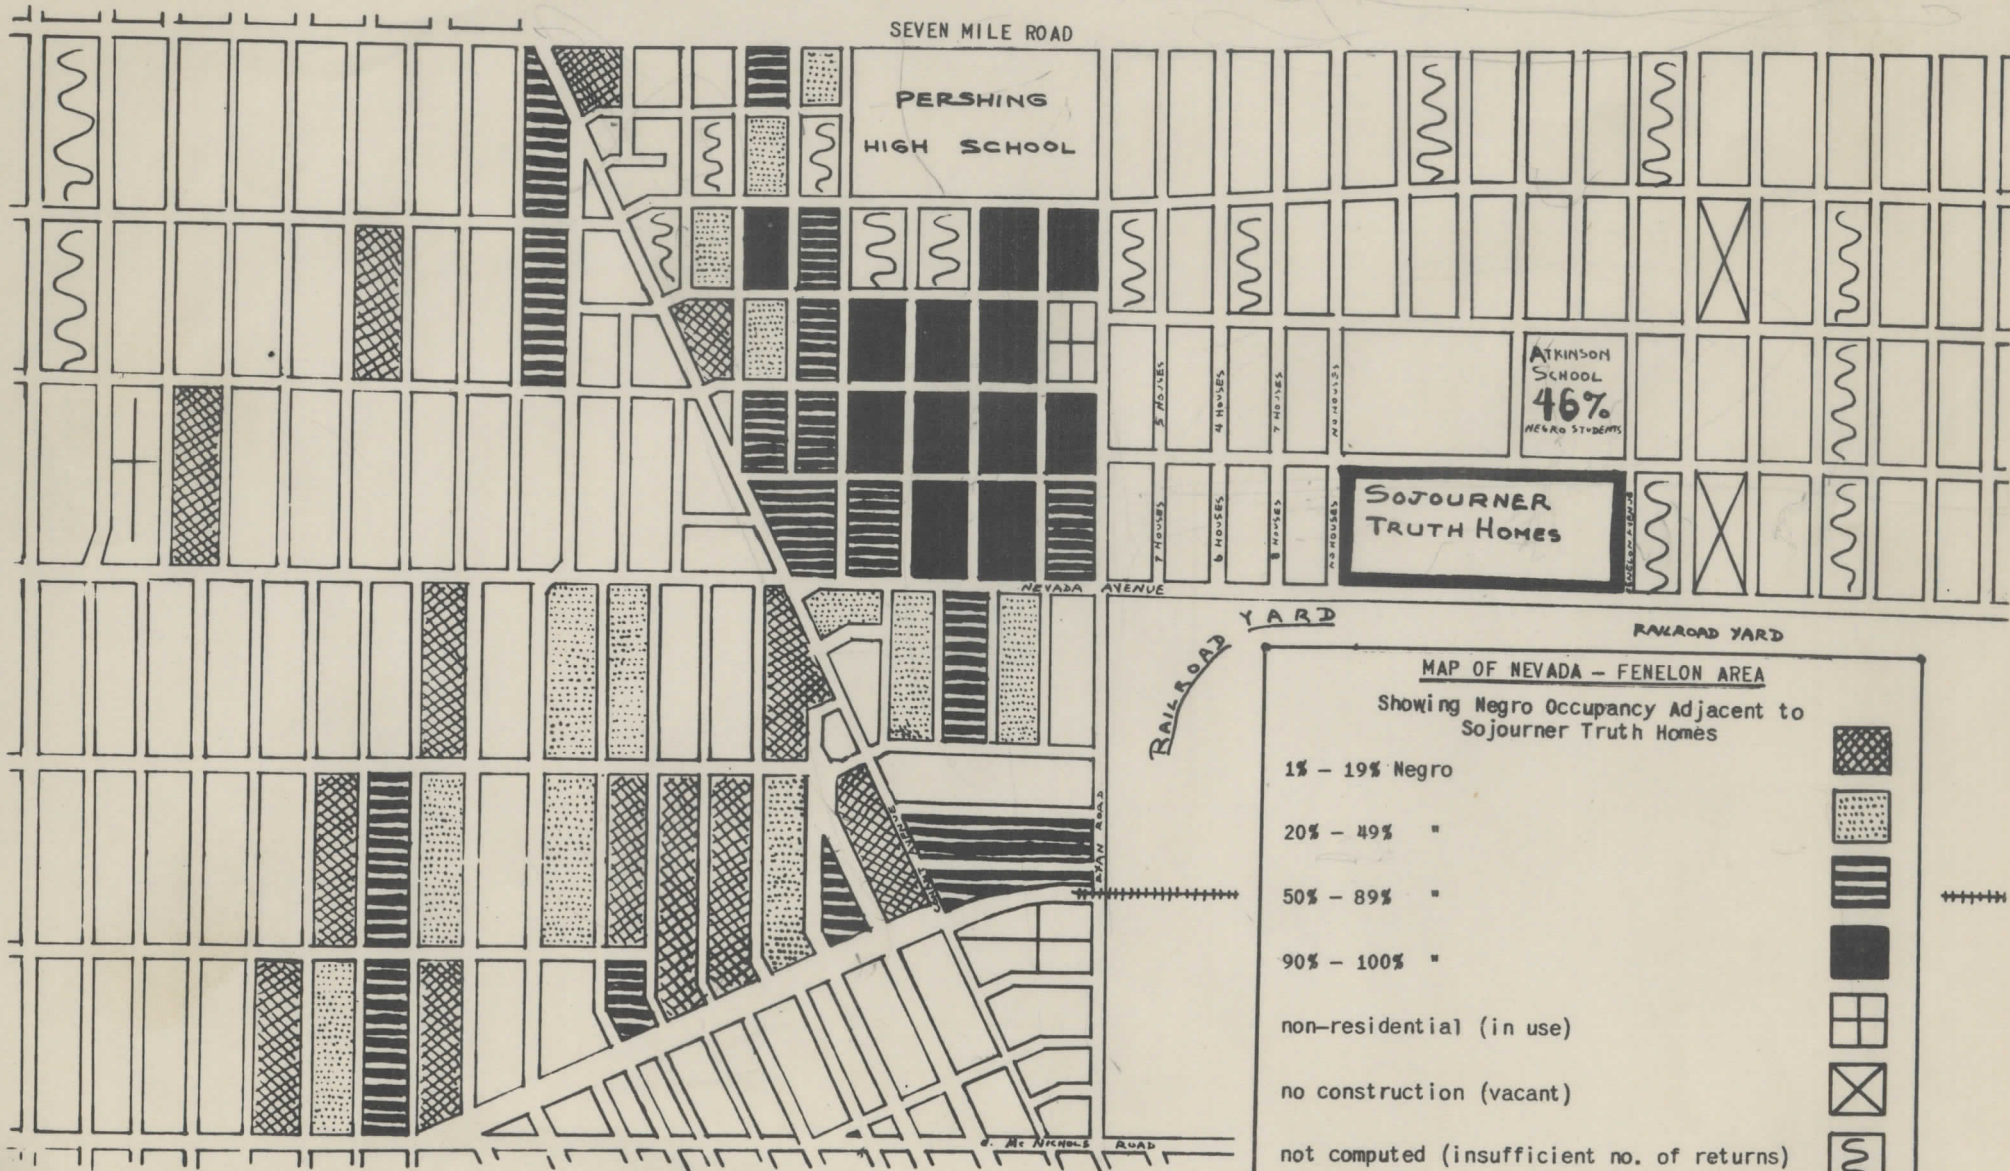 SEVEN MILE ROAD
PERSHING
HIGH SCHOOL
ATKINSON
SCHOOL
46%
NEGRO STUDENTS
5 HOUSES
4 HOUSES
7 HOUSES
NO HOUSES
7 HOUSES
6 HOUSES
8 HOUSES
NO HOUSES
SOJOURNER
TRUTH HOMES
FENELON AVENUE
NEVADA AVENUE
RAILROAD YARD
RAILROAD YARD
CONANT AVENUE
RYAN ROAD
E. MC NICHOLS ROAD
MAP OF NEVADA – FENELON AREA
Showing Negro Occupancy Adjacent to
Sojourner Truth Homes
1% – 19% Negro
20% – 49% "
50% – 89% "
90% – 100% "
non-residential (in use)
no construction (vacant)
not computed (insufficient no. of returns)